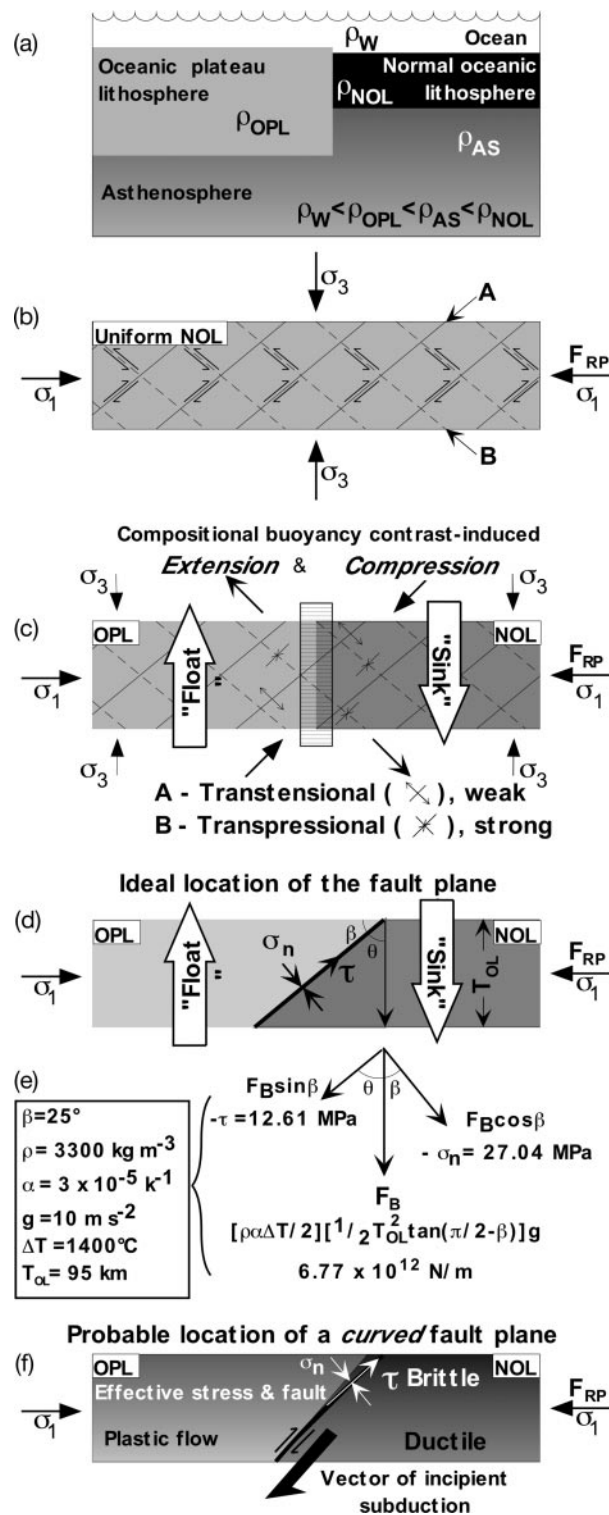 (a)
ρW Ocean
Oceanic plateau lithosphere
Normal oceanic lithosphere
ρNOL
ρOPL
ρAS
Asthenosphere
ρW<ρOPL<ρAS<ρNOL
σ3
(b)
A
Uniform NOL
FRP
σ1
σ1
B
σ3
Compositional buoyancy contrast-induced
Extension & Compression
σ3
σ3
(c)
OPL
NOL
"Float"
"Sink"
FRP
σ1
σ1
σ3
σ3
A - Transtensional ( ), weak
B - Transpressional ( ), strong
Ideal location of the fault plane
(d)
OPL
NOL
"Float"
σn
β
θ
τ
"Sink"
TOL
FRP
σ1
σ1
(e)
FB sinβ
θ
β
-τ = 12.61 MPa
FB cosβ
- σn = 27.04 MPa
β=25°
ρ = 3300 kg m-3
α = 3 x 10-5 k-1
g=10 m s-2
ΔT =1400°C
TOL= 95 km
FB
[ραΔT/2][1/2T2OLtan(π/2-β)]g
6.77 x 1012 N/m
Probable location of a curved fault plane
(f)
OPL
NOL
σn
τ Brittle
Effective stress & fault
FRP
σ1
σ1
Plastic flow
Ductile
Vector of incipient
subduction